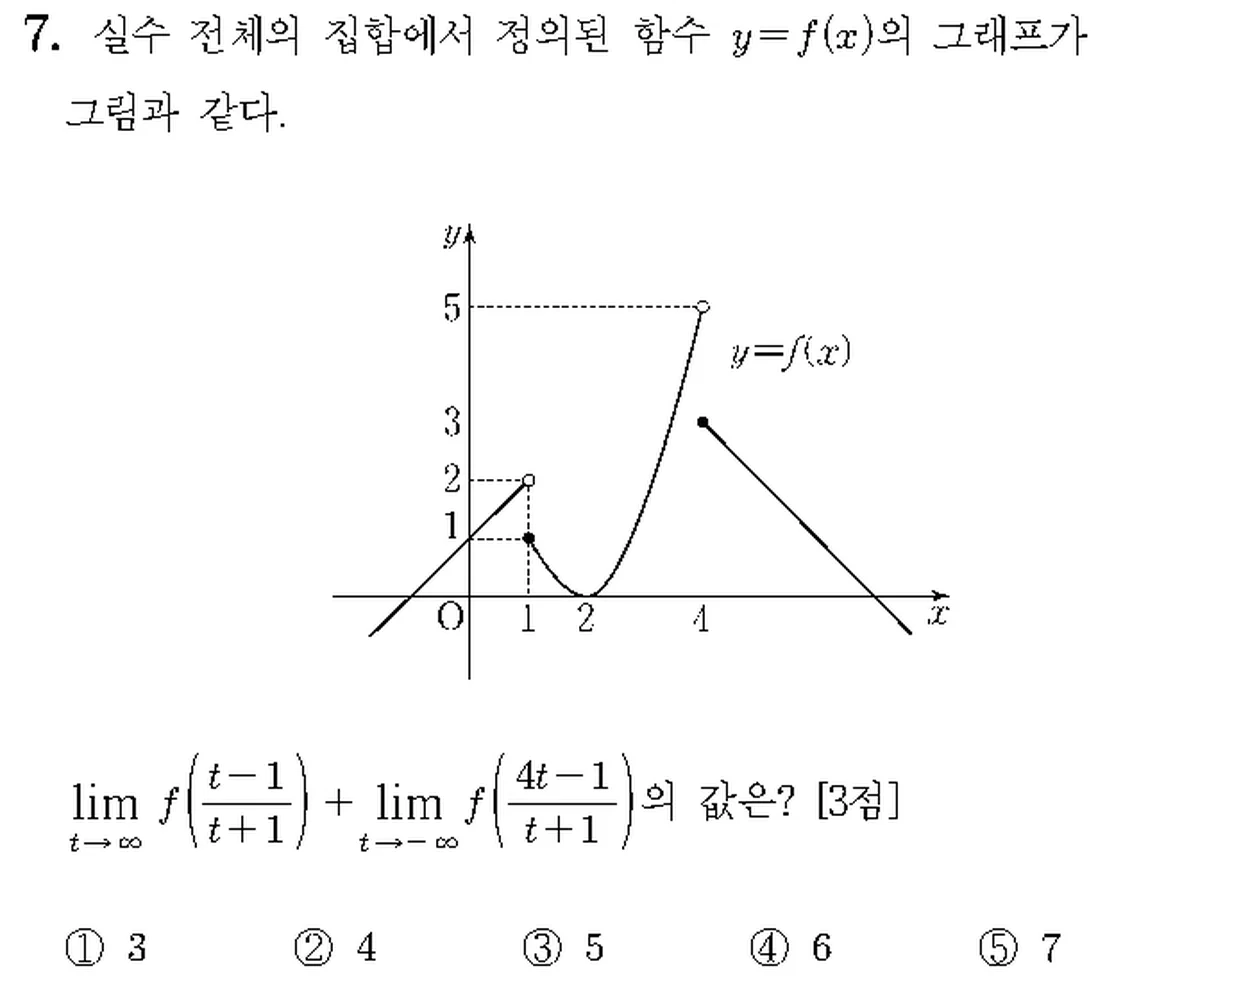 7. 실수 전체의 집합에서 정의된 함수 y=f(x)의 그래프가
그림과 같다.
y
5
y=f(x)
3
2
1
O 1 2 4 x
lim_{t→∞} f((t-1)/(t+1)) + lim_{t→-∞} f((4t-1)/(t+1))의 값은? [3점]
① 3 ② 4 ③ 5 ④ 6 ⑤ 7